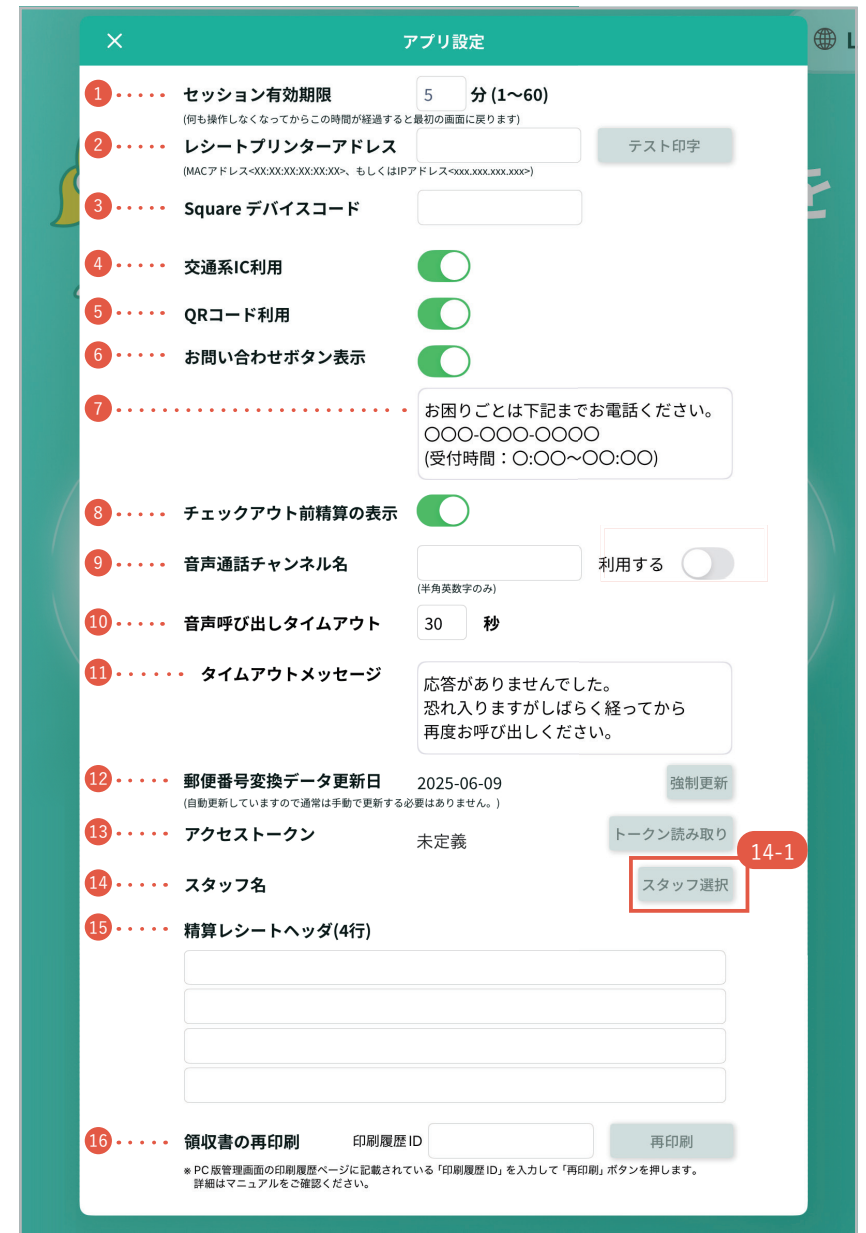 アプリ設定
L
1 セッション有効期限 5 分 (1〜60)
(何も操作しなくなってからこの時間が経過すると最初の画面に戻ります)
2 レシートプリンターアドレス テスト印字
(MACアドレス<XX:XX:XX:XX:XX:XX>、もしくはIPアドレス<xxx.xxx.xxx.xxx>)
を
3 Square デバイスコード
4 交通系IC利用
5 QRコード利用
6 お問い合わせボタン表示
7 お困りごとは下記までお電話ください。
〇〇〇-〇〇〇-〇〇〇〇
(受付時間：〇:〇〇〜〇〇:〇〇)
8 チェックアウト前精算の表示
9 音声通話チャンネル名 利用する
(半角英数字のみ)
10 音声呼び出しタイムアウト 30 秒
11 タイムアウトメッセージ 応答がありませんでした。
恐れ入りますがしばらく経ってから
再度お呼び出しください。
12 郵便番号変換データ更新日 2025-06-09 強制更新
(自動更新していますので通常は手動で更新する必要はありません。)
13 アクセストークン 未定義 トークン読み取り
14-1
14 スタッフ名 スタッフ選択
15 精算レシートヘッダ(4行)
16 領収書の再印刷 印刷履歴ID 再印刷
※PC版管理画面の印刷履歴ページに記載されている「印刷履歴ID」を入力して「再印刷」ボタンを押します。
詳細はマニュアルをご確認ください。